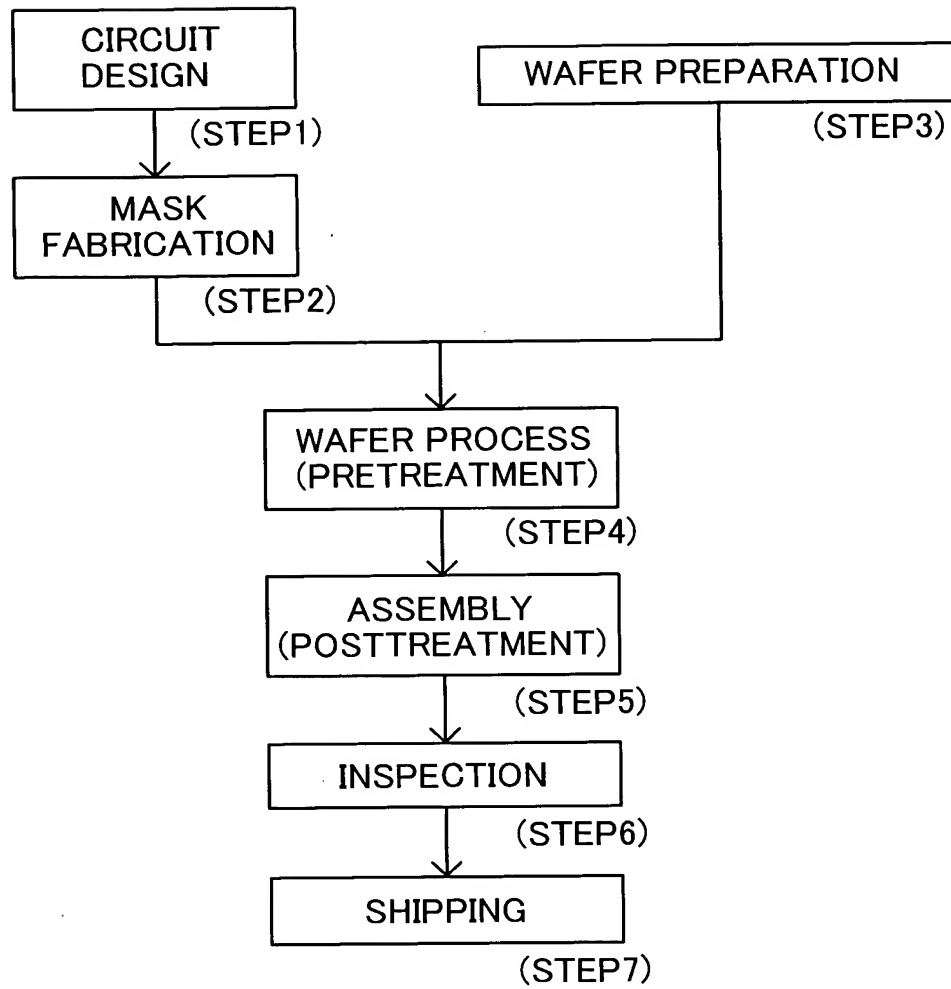 CIRCUIT
DESIGN
(STEP1)
MASK
FABRICATION
(STEP2)
WAFER PREPARATION
(STEP3)
WAFER PROCESS
(PRETREATMENT)
(STEP4)
ASSEMBLY
(POSTTREATMENT)
(STEP5)
INSPECTION
(STEP6)
SHIPPING
(STEP7)